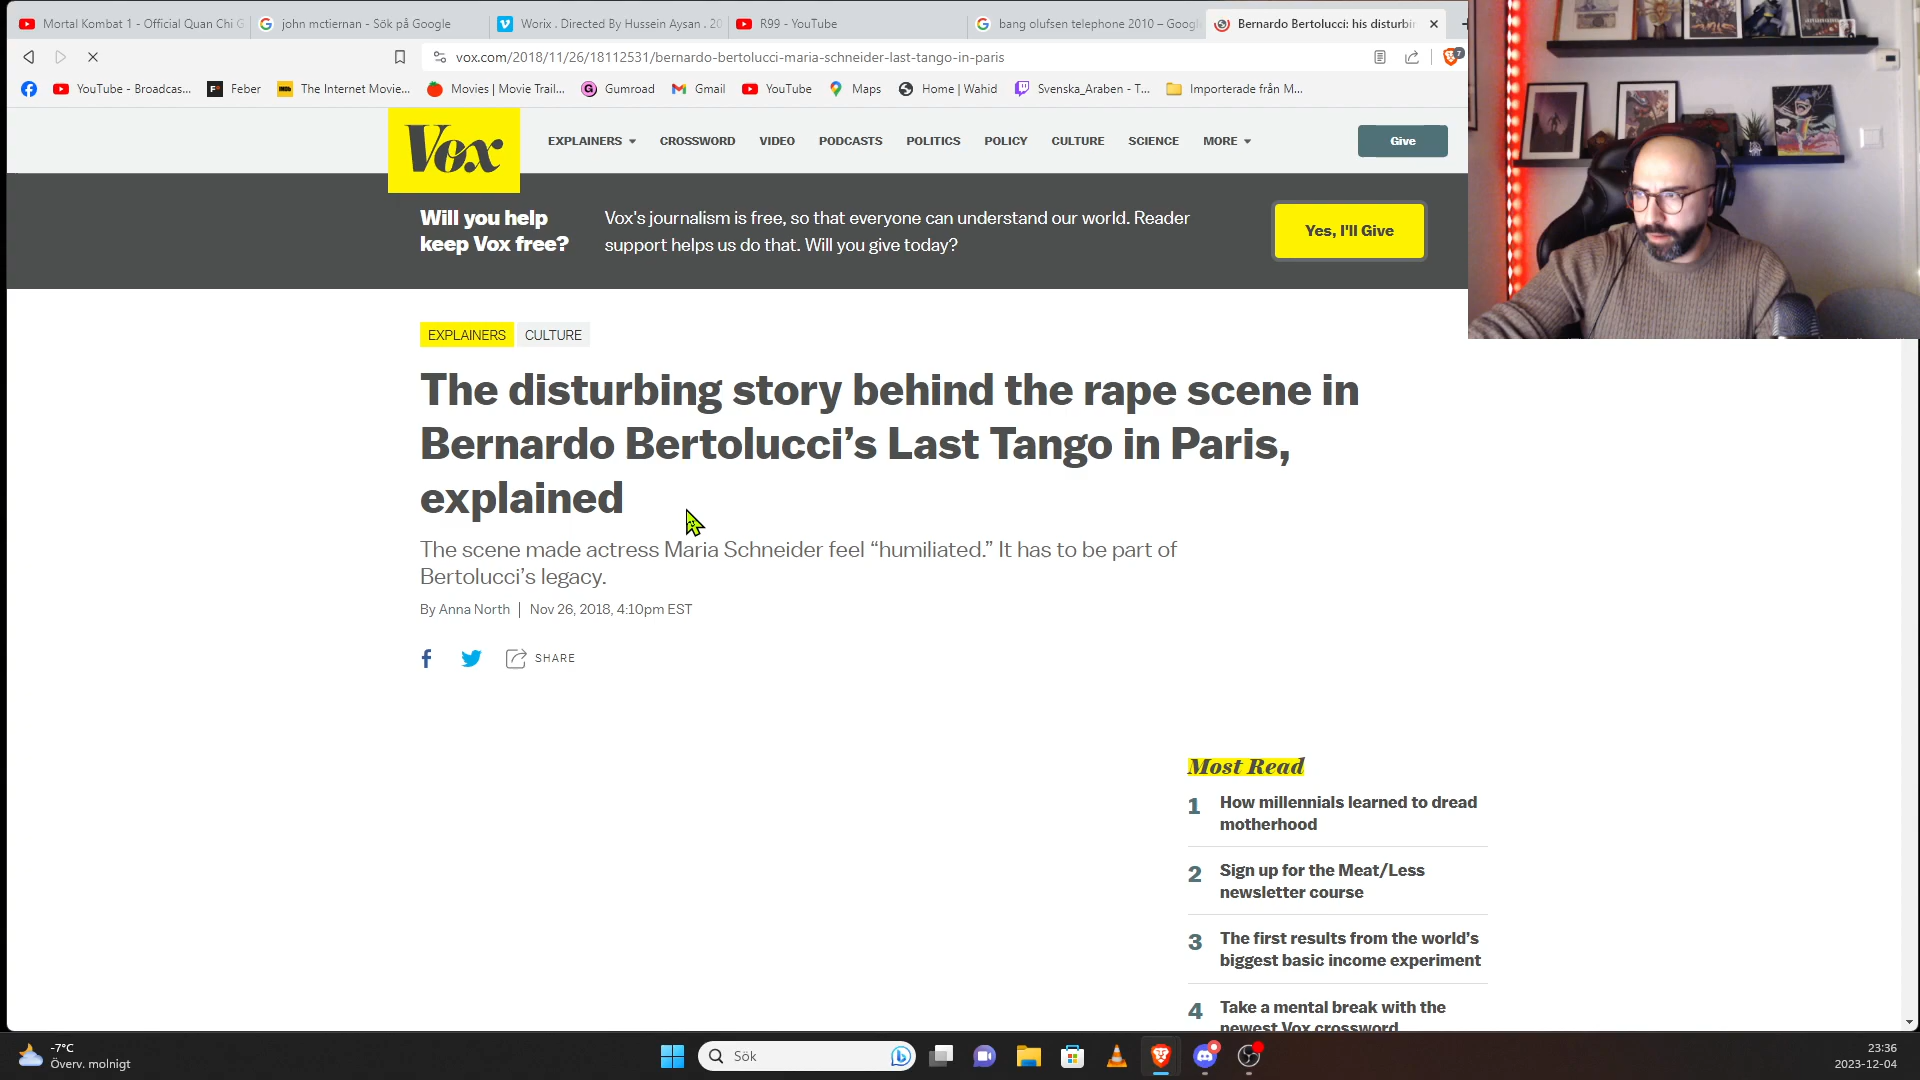 Mortal Kombat 1 - Official Quan Chi G
john mctiernan - Sök på Google
Worix . Directed By Hussein Aysan . 20
R99 - YouTube
bang olufsen telephone 2010 – Googl
Bernardo Bertolucci: his disturbin
vox.com/2018/11/26/18112531/bernardo-bertolucci-maria-schneider-last-tango-in-paris
7
YouTube - Broadcas...
Feber
The Internet Movie...
Movies | Movie Trail...
Gumroad
Gmail
YouTube
Maps
Home | Wahid
Svenska_Araben - T...
Importerade från M...
Vox
EXPLAINERS
CROSSWORD
VIDEO
PODCASTS
POLITICS
POLICY
CULTURE
SCIENCE
MORE
Give
Will you help
keep Vox free?
Vox's journalism is free, so that everyone can understand our world. Reader
support helps us do that. Will you give today?
Yes, I'll Give
EXPLAINERS
CULTURE
The disturbing story behind the rape scene in
Bernardo Bertolucci’s Last Tango in Paris,
explained
The scene made actress Maria Schneider feel “humiliated.” It has to be part of
Bertolucci’s legacy.
By Anna North | Nov 26, 2018, 4:10pm EST
SHARE
Most Read
1 How millennials learned to dread
motherhood
2 Sign up for the Meat/Less
newsletter course
3 The first results from the world’s
biggest basic income experiment
4 Take a mental break with the
newest Vox crossword
-7°C
Överv. molnigt
Sök
23:36
2023-12-04